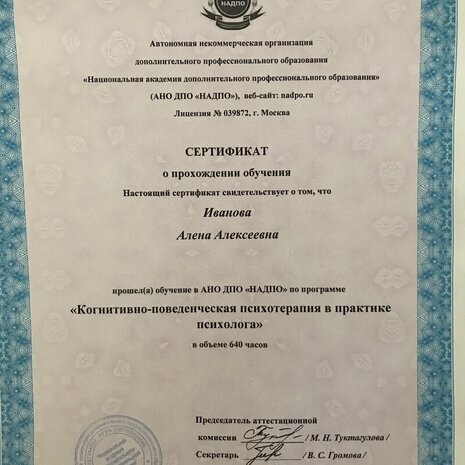 НАДПО
Автономная некоммерческая организация
дополнительного профессионального образования
«Национальная академия дополнительного профессионального образования»
(АНО ДПО «НАДПО»), веб-сайт: nadpo.ru
Лицензия № 039872, г. Москва
СЕРТИФИКАТ
о прохождении обучения
Настоящий сертификат свидетельствует о том, что
Иванова
Алена Алексеевна
прошел(а) обучение в АНО ДПО «НАДПО» по программе
«Когнитивно-поведенческая психотерапия в практике
психолога»
в объеме 640 часов
Председатель аттестационной
комиссии / М. Н. Туктагулова /
Секретарь / В. С. Громова /